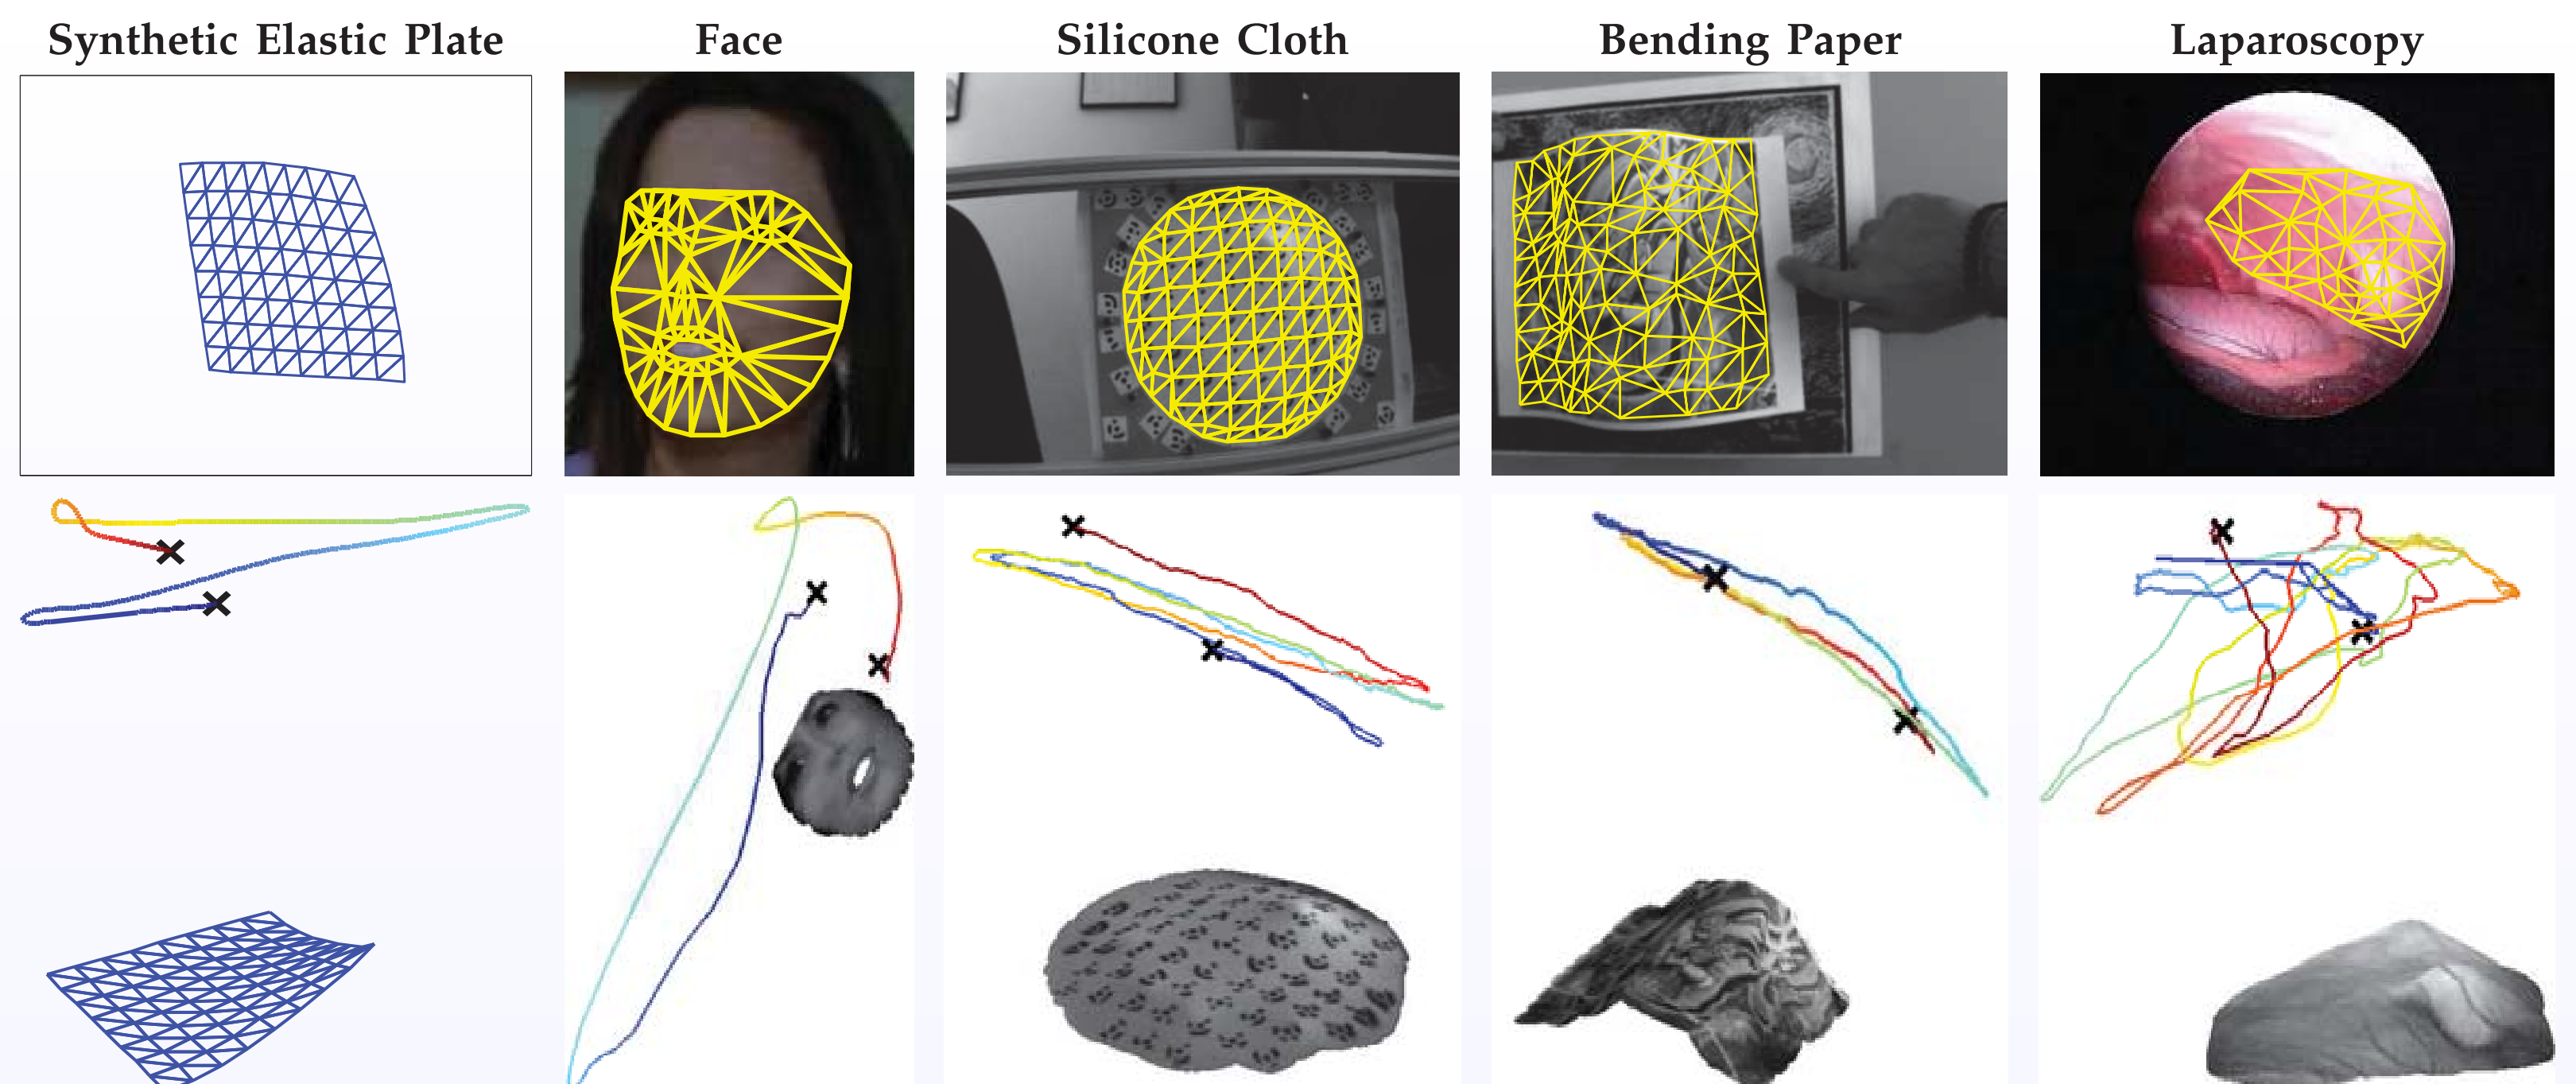 Synthetic Elastic Plate
Face
Silicone Cloth
Bending Paper
Laparoscopy